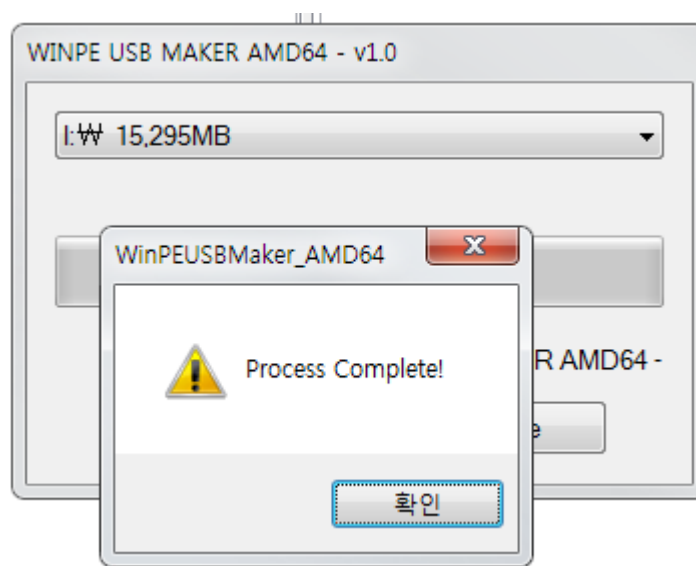 WINPE USB MAKER AMD64 - v1.0
I:₩ 15,295MB
WinPEUSBMaker_AMD64
Process Complete!
R AMD64 -
확인